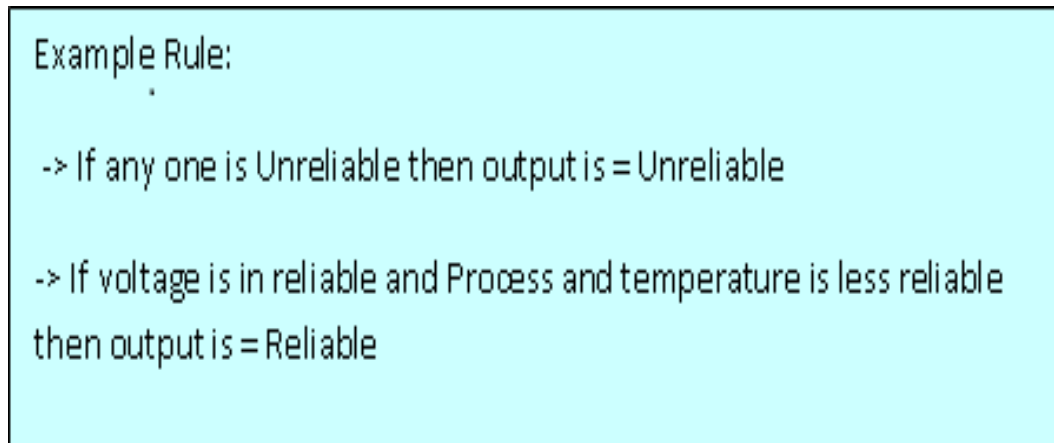 Example Rule:
-> If any one is Unreliable then output is = Unreliable
-> If voltage is in reliable and Process and temperature is less reliable
then output is = Reliable